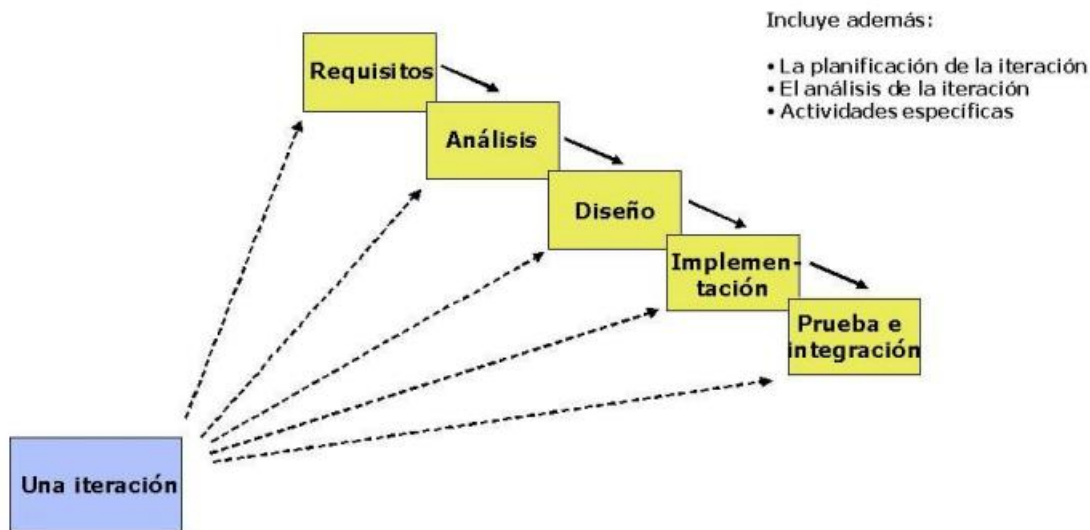 Incluye además:
• La planificación de la iteración
• El análisis de la iteración
• Actividades específicas
Requisitos
Análisis
Diseño
Implemen-
tación
Prueba e
integración
Una iteración